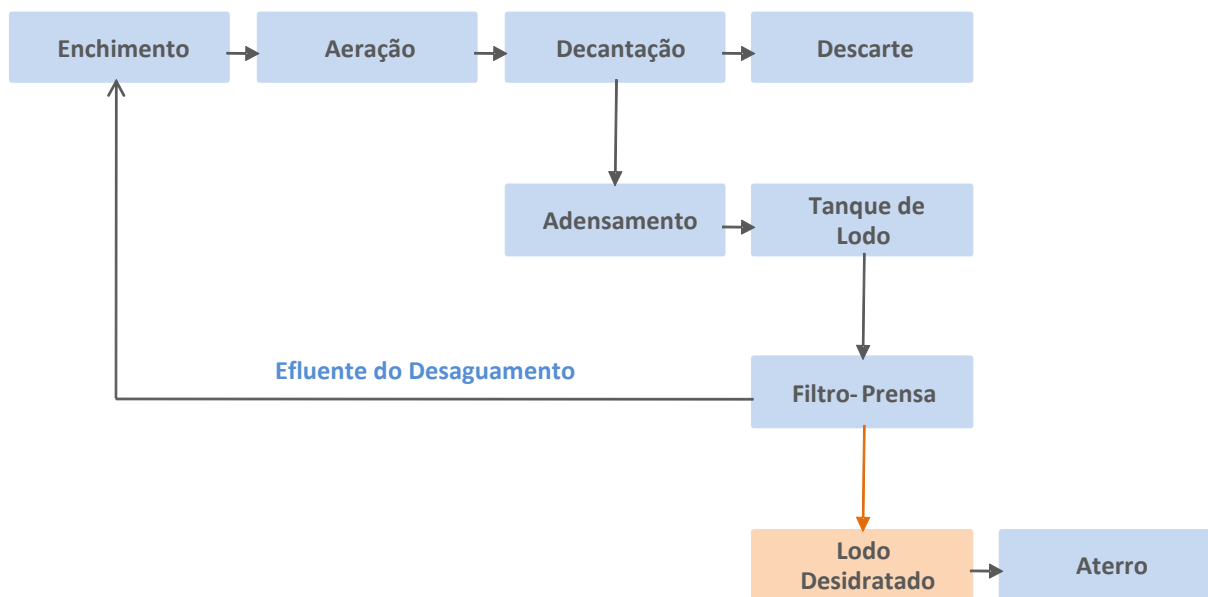 Enchimento
Aeração
Decantação
Descarte
Adensamento
Tanque de
Lodo
Efluente do Desaguamento
Filtro- Prensa
Lodo
Desidratado
Aterro